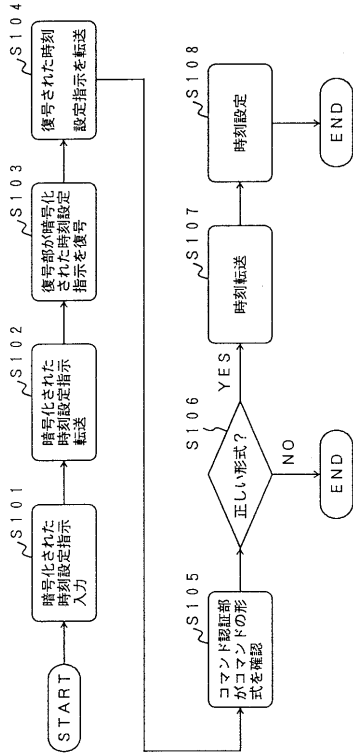 START
S101
暗号化された
時刻設定指示
入力
S102
暗号化された
時刻設定指示
転送
S103
復号部が暗号化
された時刻設定
指示を復号
S104
復号された時刻
設定指示を転送
S105
コマンド認証部
がコマンドの形
式を確認
S106
正しい形式?
YES
NO
END
S107
時刻転送
S108
時刻設定
END